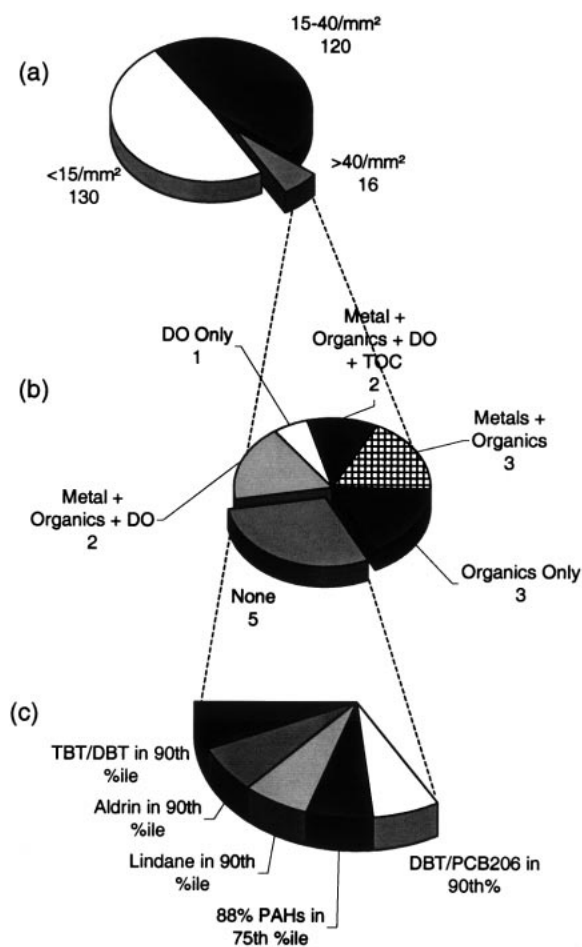 (a)
15-40/mm²
120
<15/mm²
130
>40/mm²
16
(b)
DO Only
1
Metal +
Organics + DO
+ TOC
2
Metals +
Organics
3
Metal +
Organics + DO
2
Organics Only
3
None
5
(c)
TBT/DBT in 90th
%ile
Aldrin in 90th
%ile
Lindane in 90th
%ile
88% PAHs in
75th %ile
DBT/PCB206 in
90th%